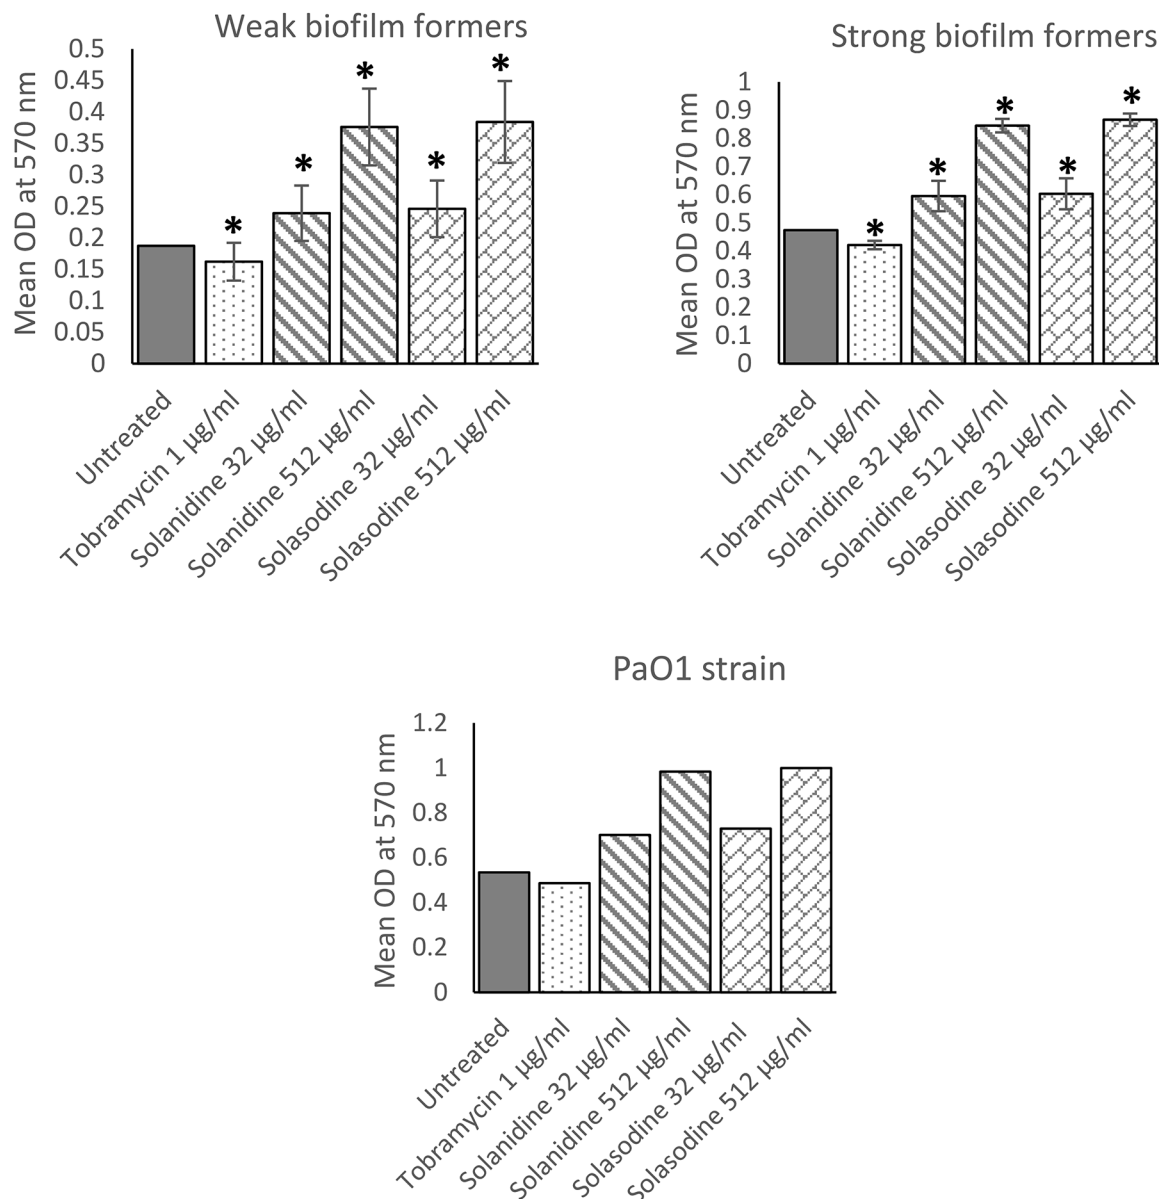 Weak biofilm formers
Mean OD at 570 nm
0.5
0.45
0.4
0.35
0.3
0.25
0.2
0.15
0.1
0.05
0
*
*
*
*
*
Untreated
Tobramycin 1 µg/ml
Solanidine 32 µg/ml
Solanidine 512 µg/ml
Solasodine 32 µg/ml
Solasodine 512 µg/ml
Strong biofilm formers
Mean OD at 570 nm
1
0.9
0.8
0.7
0.6
0.5
0.4
0.3
0.2
0.1
0
*
*
*
*
*
Untreated
Tobramycin 1 µg/ml
Solanidine 32 µg/ml
Solanidine 512 µg/ml
Solasodine 32 µg/ml
Solasodine 512 µg/ml
PaO1 strain
Mean OD at 570 nm
1.2
1
0.8
0.6
0.4
0.2
0
Untreated
Tobramycin 1 µg/ml
Solanidine 32 µg/ml
Solanidine 512 µg/ml
Solasodine 32 µg/ml
Solasodine 512 µg/ml